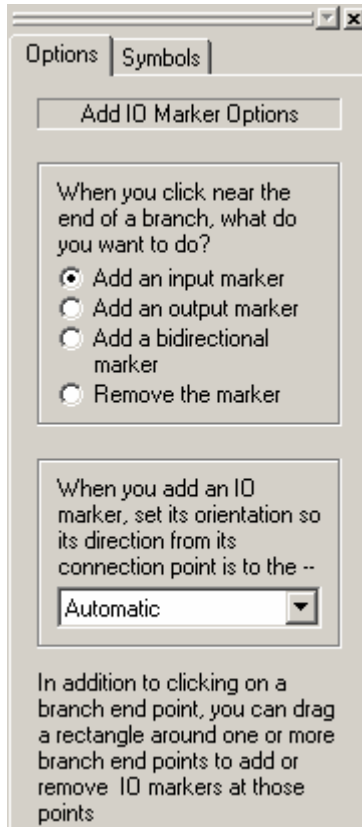 Options
Symbols
Add IO Marker Options
When you click near the
end of a branch, what do
you want to do?
Add an input marker
Add an output marker
Add a bidirectional
marker
Remove the marker
When you add an IO
marker, set its orientation so
its direction from its
connection point is to the --
Automatic
In addition to clicking on a
branch end point, you can drag
a rectangle around one or more
branch end points to add or
remove  IO markers at those
points